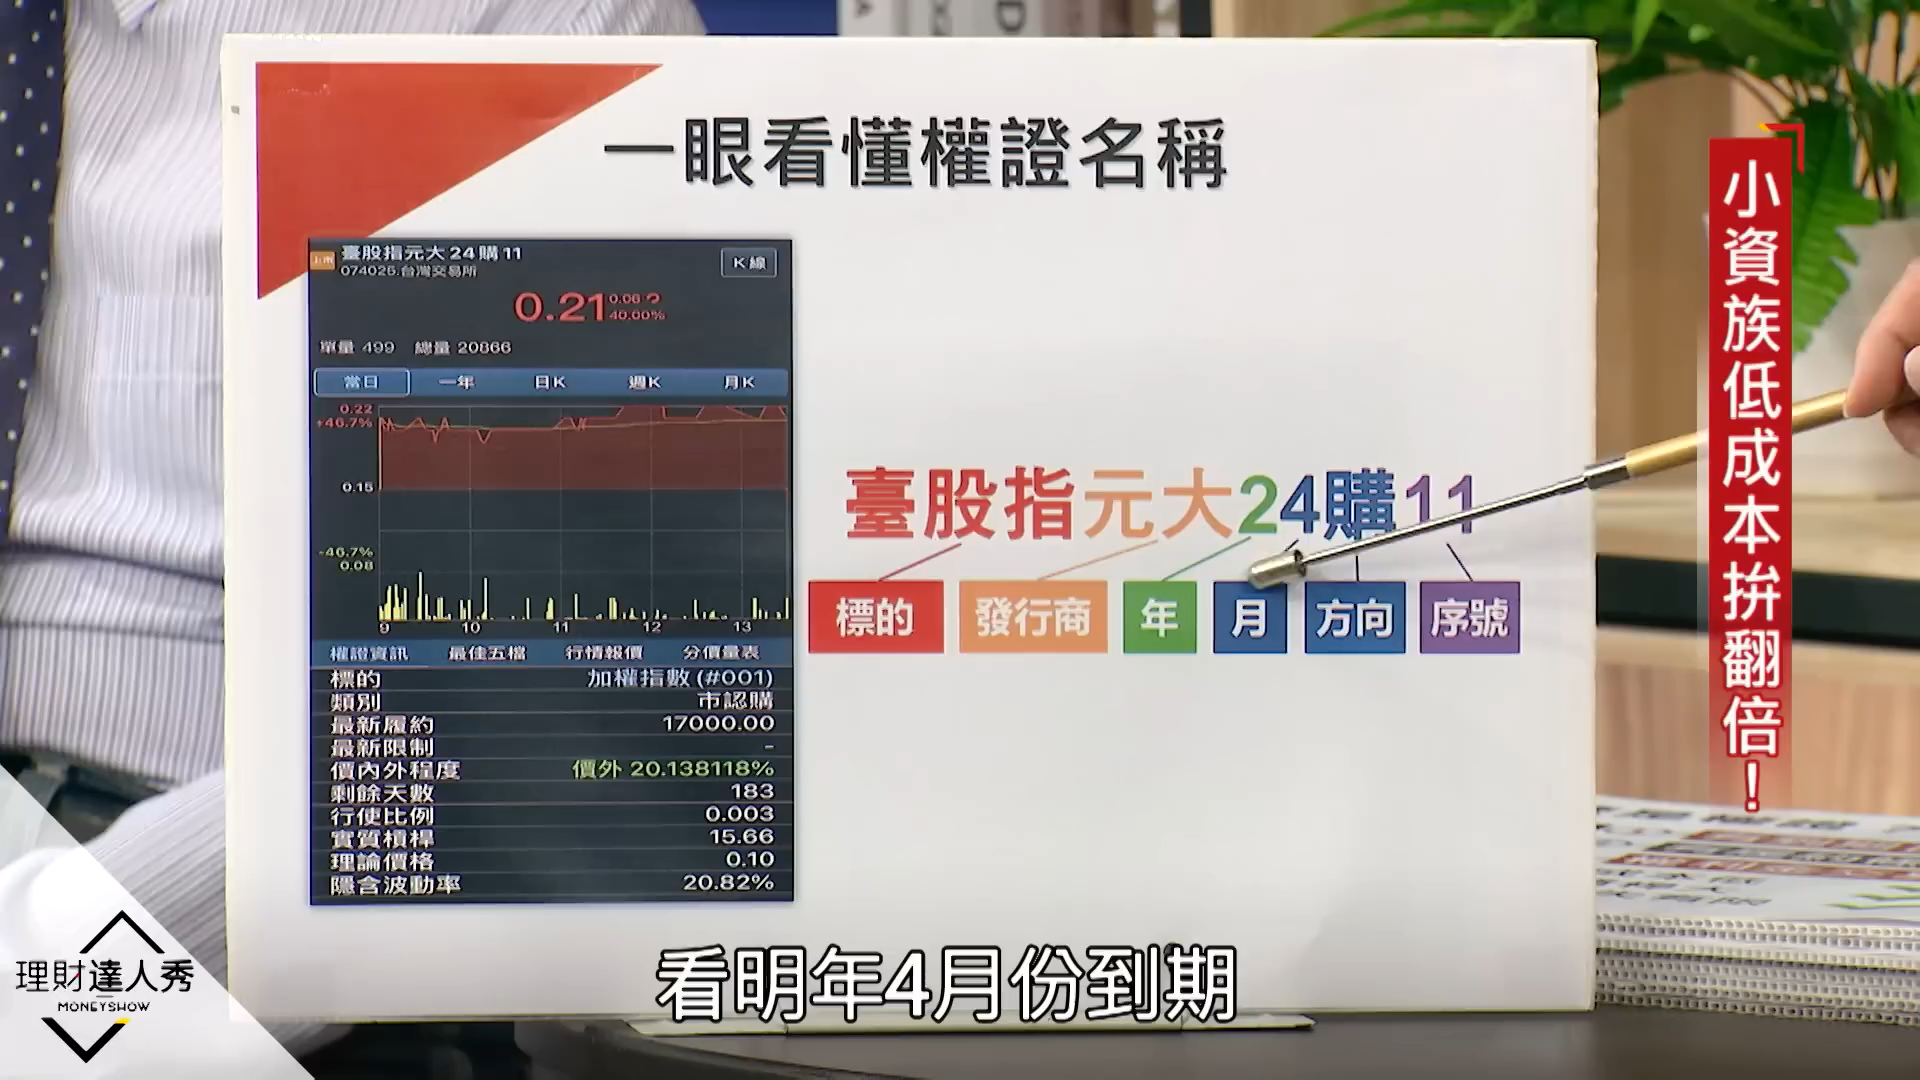 一眼看懂權證名稱
上市
臺股指元大24購11
074025.台灣交易所
K線
0.21
0.06
40.00%
單量 499 總量 20866
當日 一年 日K 週K 月K
0.22
+46.7%
0.15
-46.7%
0.08
9 10 11 12 13
權證資訊 最佳五檔 行情報價 分價量表
標的 加權指數(#001)
類別 市認購
最新履約 17000.00
最新限制 -
價內外程度 價外 20.138118%
剩餘天數 183
行使比例 0.003
實質槓桿 15.66
理論價格 0.10
隱含波動率 20.82%
臺股指元大24購11
標的 發行商 年 月 方向 序號
小資族低成本拚翻倍!
理財達人秀
MONEYSHOW
看明年4月份到期